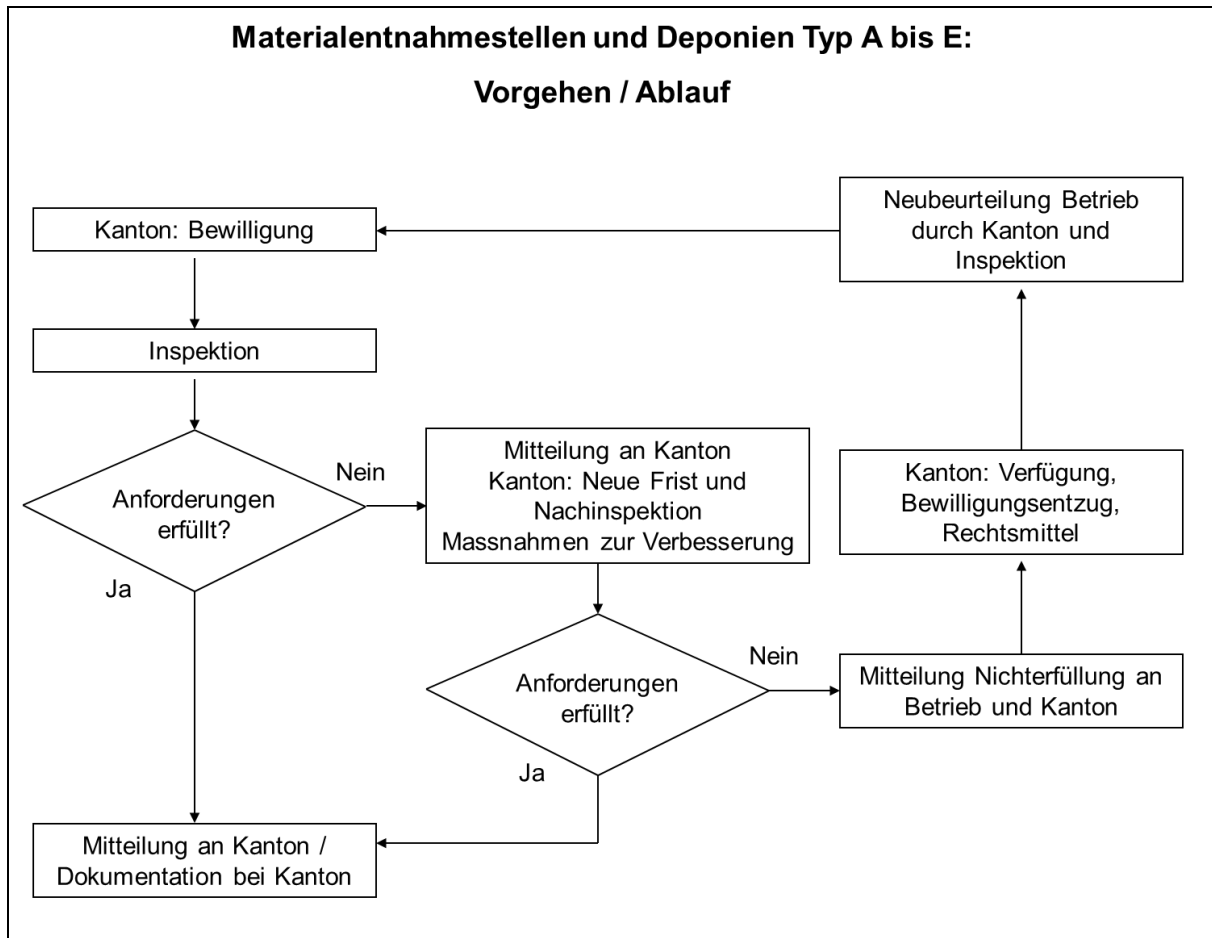 Materialentnahmestellen und Deponien Typ A bis E:
Vorgehen / Ablauf
Kanton: Bewilligung
Neubeurteilung Betrieb
durch Kanton und
Inspektion
Inspektion
Anforderungen
erfüllt?
Nein
Ja
Mitteilung an Kanton
Kanton: Neue Frist und
Nachinspektion
Massnahmen zur Verbesserung
Kanton: Verfügung,
Bewilligungsentzug,
Rechtsmittel
Anforderungen
erfüllt?
Nein
Ja
Mitteilung Nichterfüllung an
Betrieb und Kanton
Mitteilung an Kanton /
Dokumentation bei Kanton